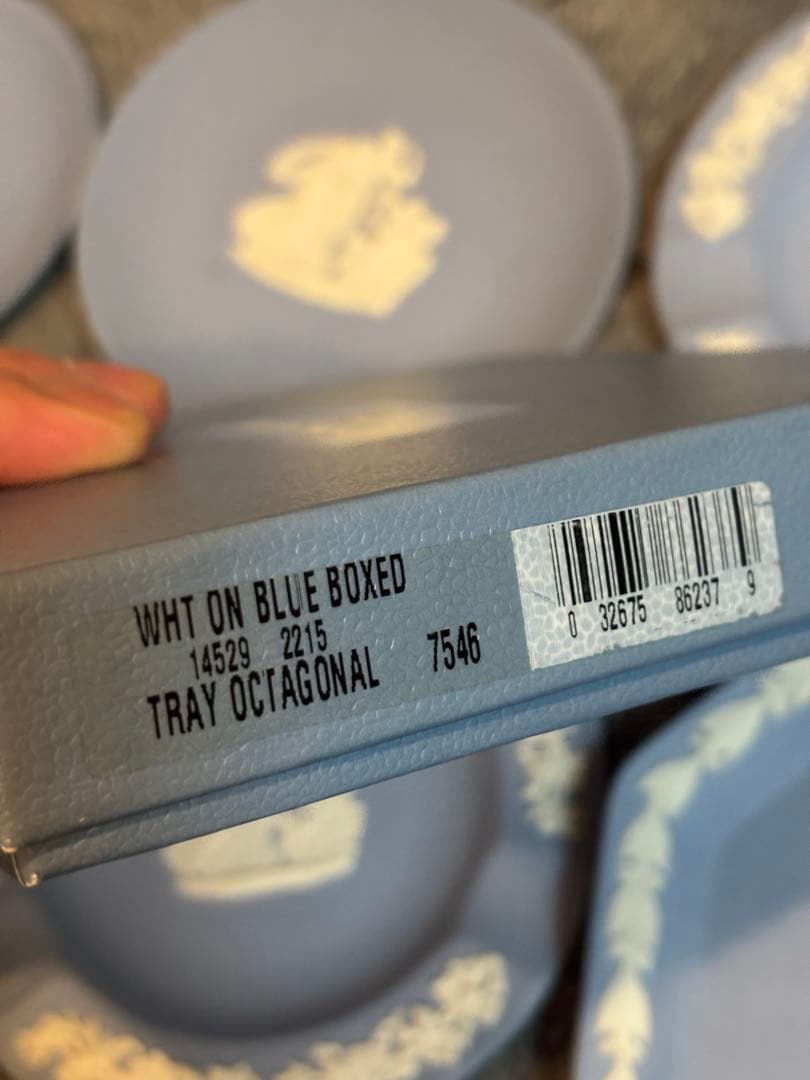 WHT ON BLUE BOXED
14529 2215
TRAY OCTAGONAL 7546
0 32675 86237 9